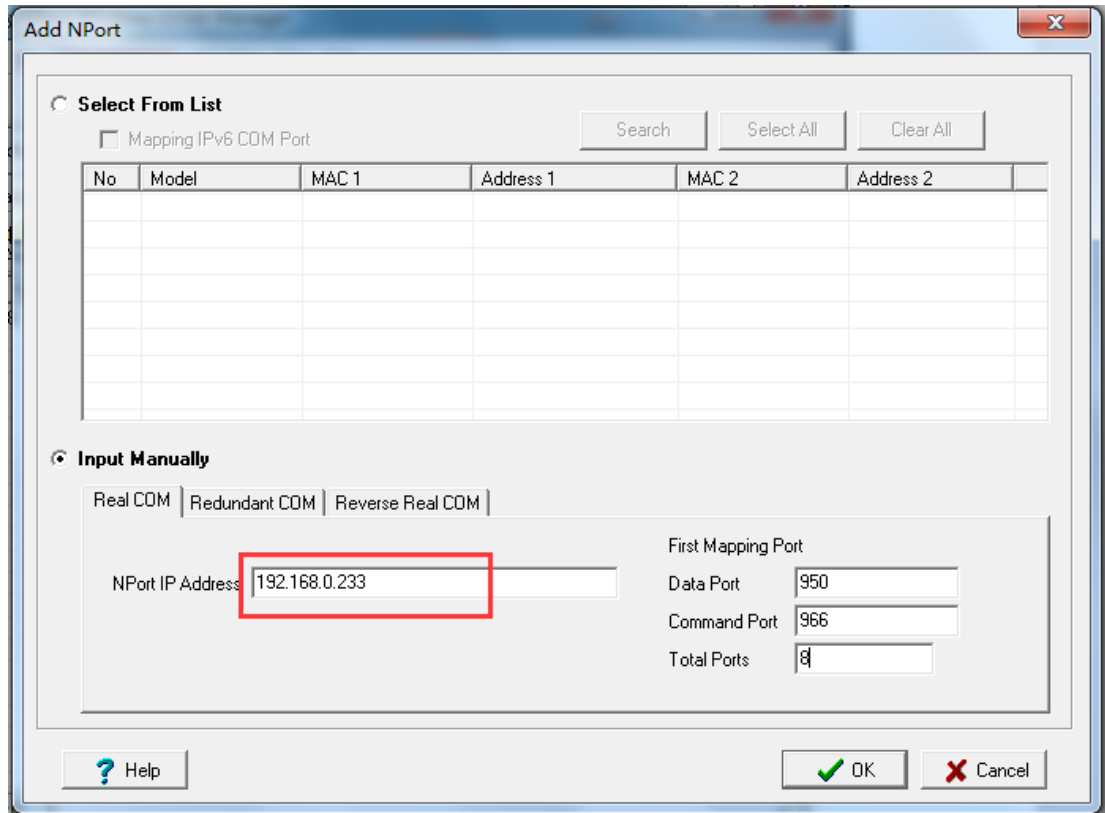 Add NPort
Select From List
Mapping IPv6 COM Port
Search Select All Clear All
No Model MAC 1 Address 1 MAC 2 Address 2
Input Manually
Real COM Redundant COM Reverse Real COM
First Mapping Port
NPort IP Address 192.168.0.233
Data Port 950
Command Port 966
Total Ports 8
Help OK Cancel